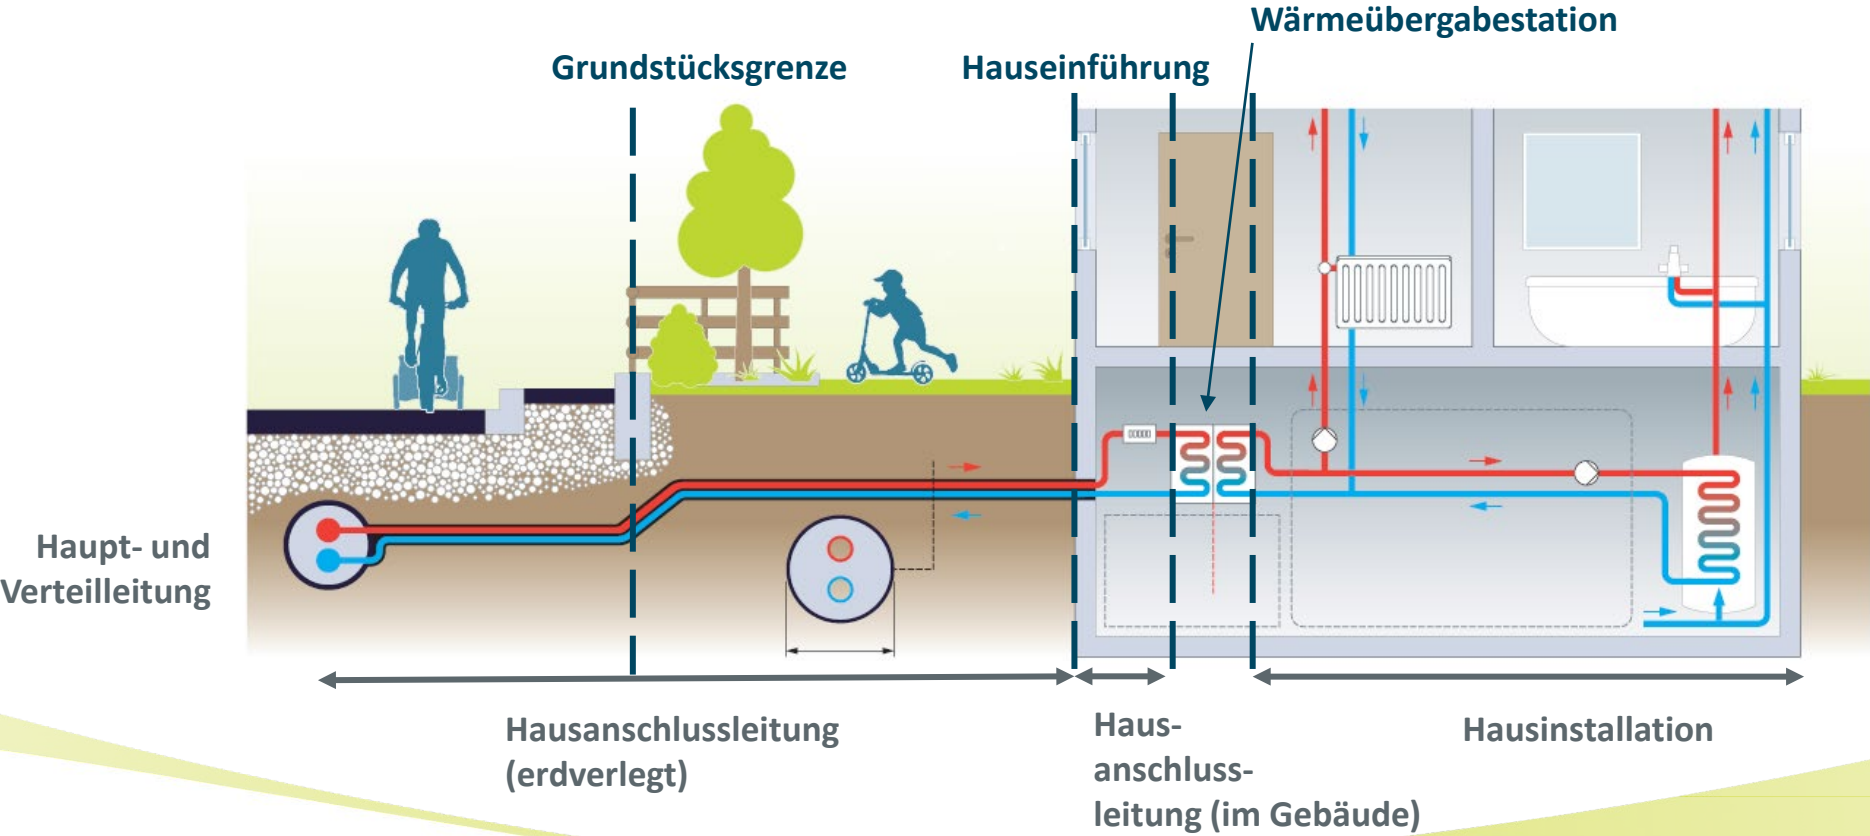 Wärmeübergabestation
Grundstücksgrenze
Hauseinführung
Haupt- und
Verteilleitung
Hausanschlussleitung
(erdverlegt)
Haus-
anschluss-
leitung (im Gebäude)
Hausinstallation